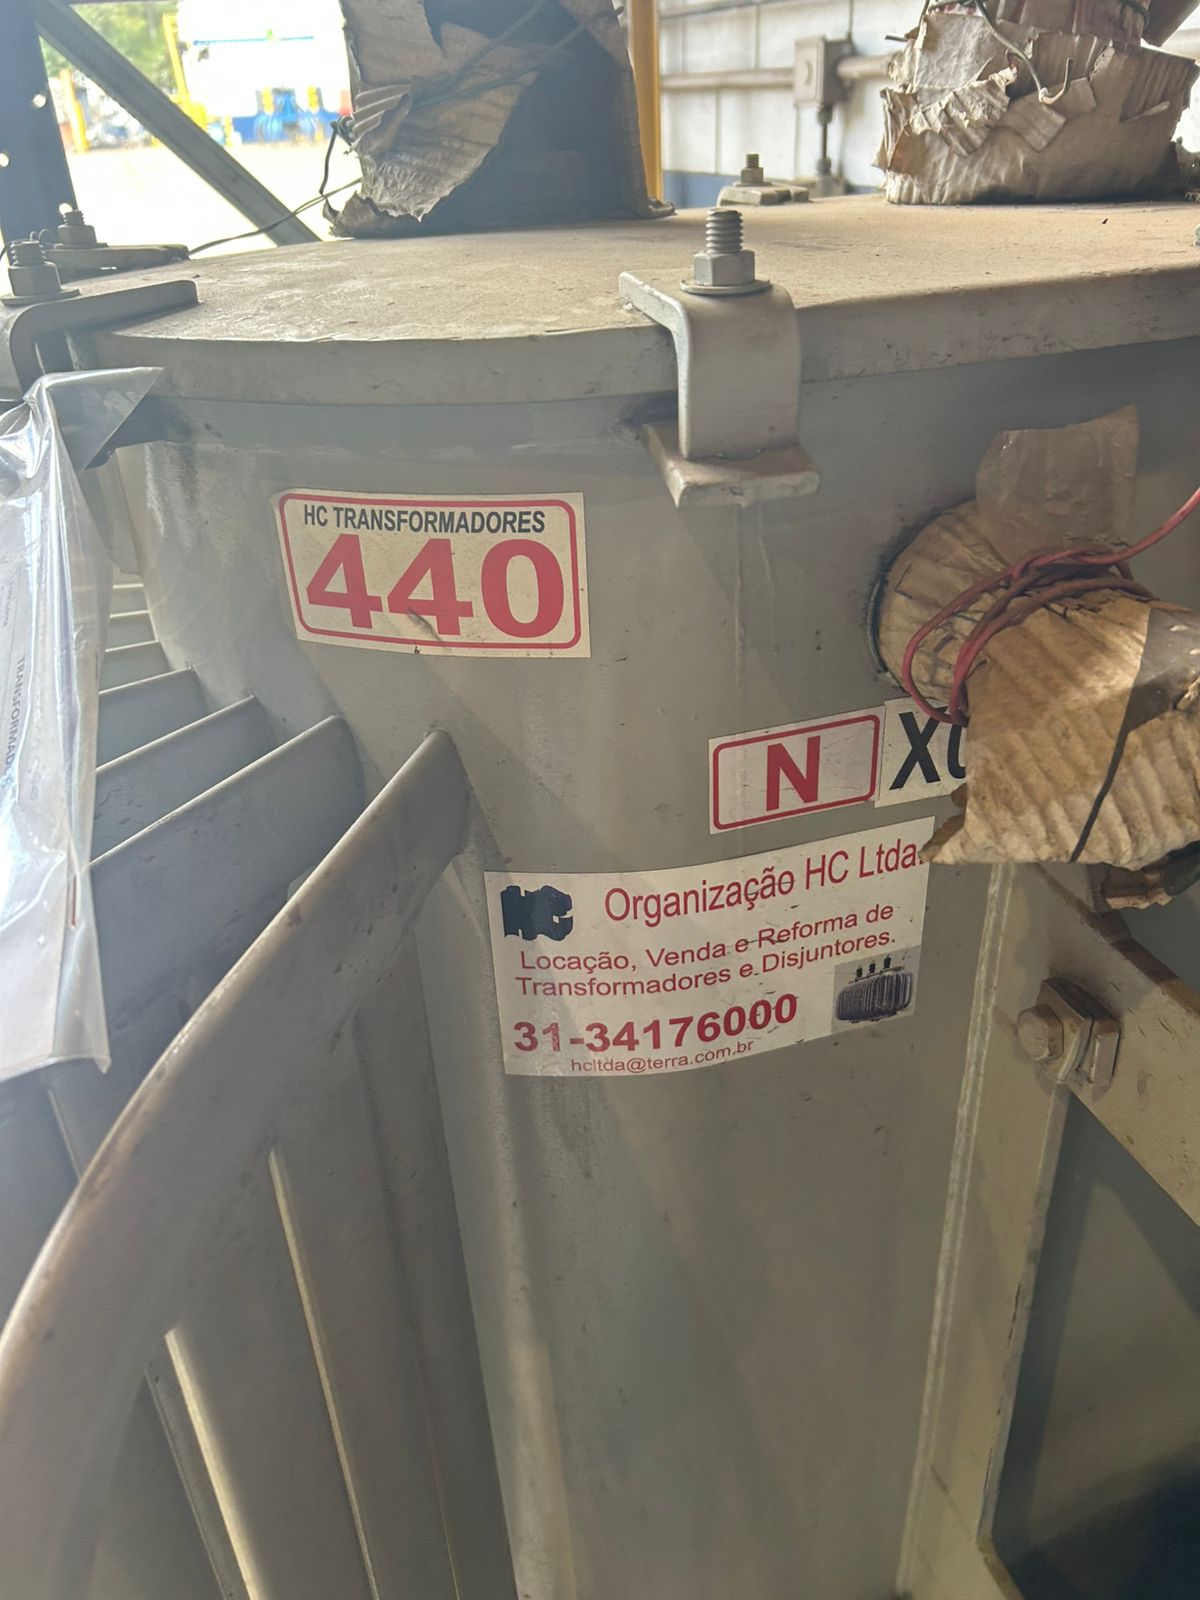 HC TRANSFORMADORES
440
N
X
HC
Organização HC Ltda.
Locação, Venda e Reforma de
Transformadores e Disjuntores.
31-34176000
hcltda@terra.com.br